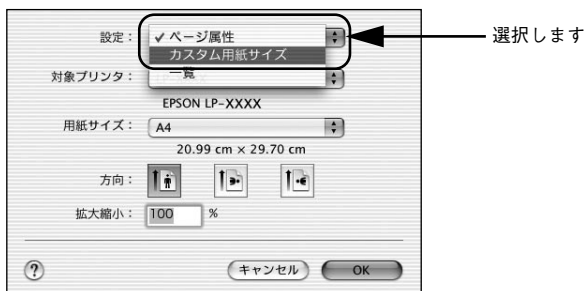 設定： ✓ ページ属性
選択します
カスタム用紙サイズ
対象プリンタ： 一覧
EPSON LP-XXXX
用紙サイズ： A4
20.99 cm × 29.70 cm
方向：
拡大縮小： 100 %
? キャンセル OK